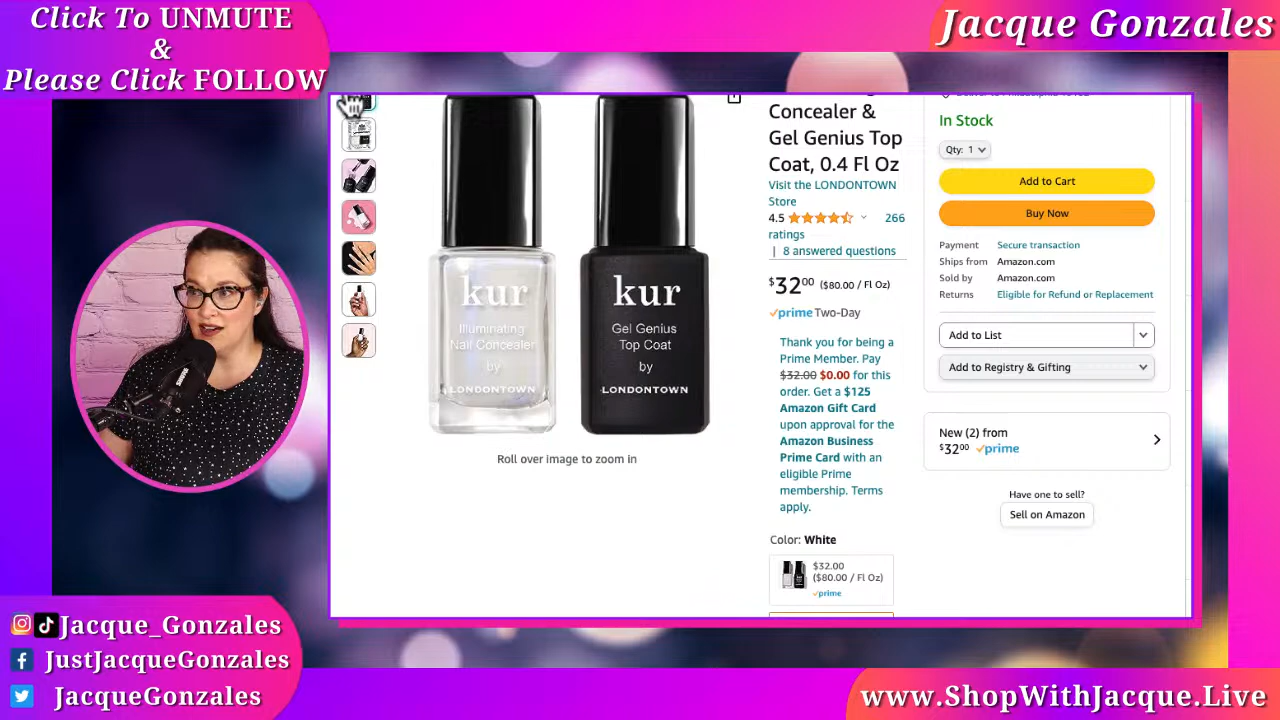 Click To UNMUTE
&
Please Click FOLLOW
Jacque Gonzales
Concealer &
Gel Genius Top
Coat, 0.4 Fl Oz
Visit the LONDONTOWN
Store
4.5 266
ratings
| 8 answered questions
$32.00 ($80.00 / Fl Oz)
prime Two-Day
Thank you for being a
Prime Member. Pay
$32.00 $0.00 for this
order. Get a $125
Amazon Gift Card
upon approval for the
Amazon Business
Prime Card with an
eligible Prime
membership. Terms
apply.
Color: White
$32.00
($80.00 / Fl Oz)
prime
kur
Illuminating
Nail Concealer
by
LONDONTOWN
kur
Gel Genius
Top Coat
by
LONDONTOWN
Roll over image to zoom in
In Stock
Qty: 1
Add to Cart
Buy Now
Payment Secure transaction
Ships from Amazon.com
Sold by Amazon.com
Returns Eligible for Refund or Replacement
Add to List
Add to Registry & Gifting
New (2) from
$32.00 prime
Have one to sell?
Sell on Amazon
Jacque_Gonzales
JustJacqueGonzales
JacqueGonzales
www.ShopWithJacque.Live